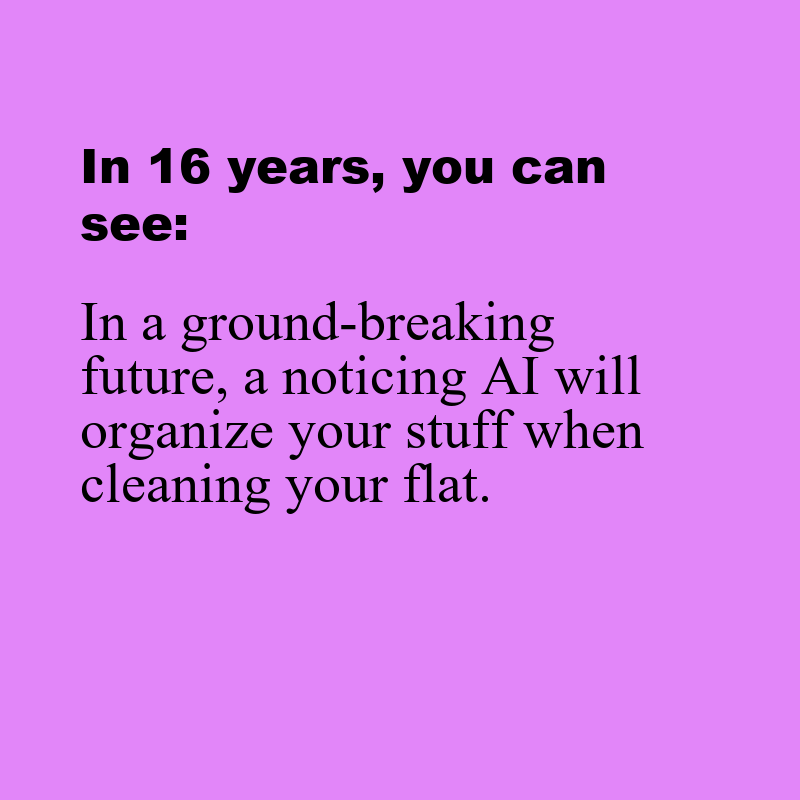 In 16 years, you can
see:
In a ground-breaking
future, a noticing AI will
organize your stuff when
cleaning your flat.